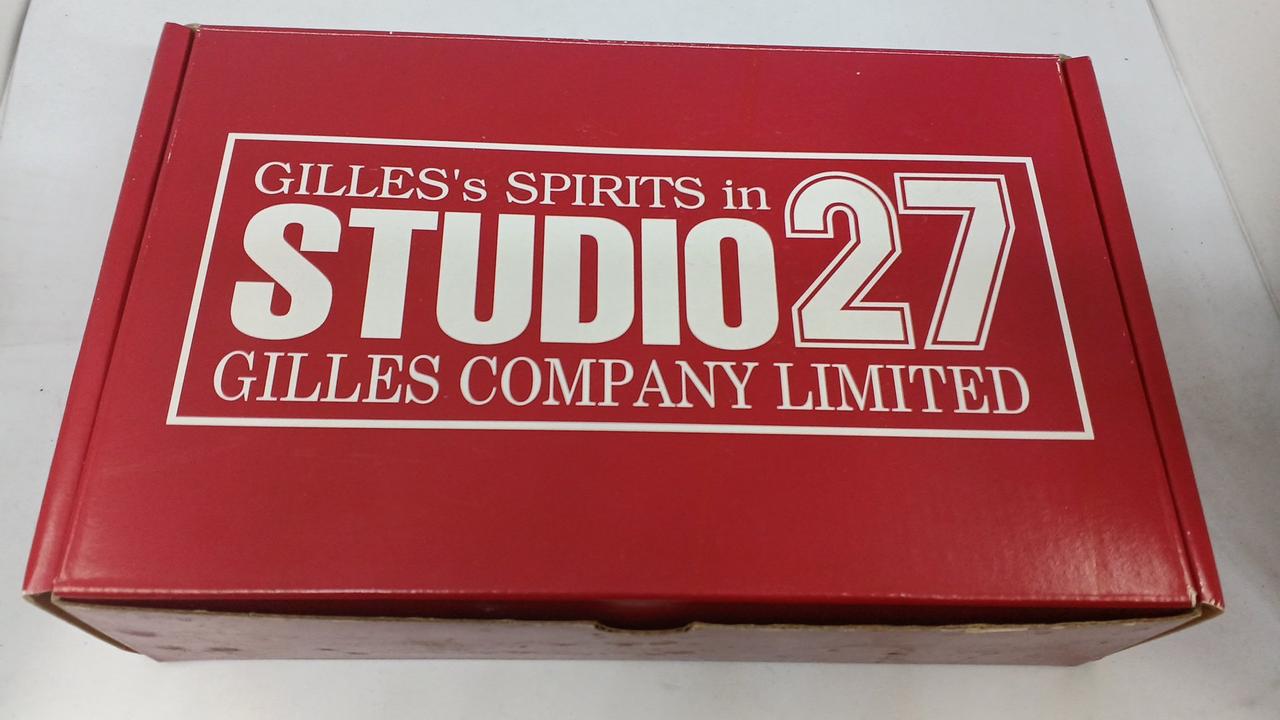 GILLES's SPIRITS in
STUDIO27
GILLES COMPANY LIMITED